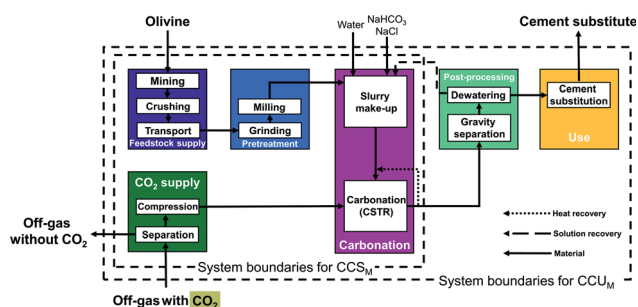 Olivine
Water
NaHCO₃
NaCl
Cement substitute
Mining
Crushing
Transport
Feedstock supply
Milling
Grinding
Pretreatment
Slurry
make-up
Carbonation
(CSTR)
Carbonation
Post-processing
Dewatering
Gravity
separation
Cement
substitution
Use
CO₂ supply
Compression
Separation
Off-gas
without CO₂
Off-gas with CO₂
Heat recovery
Solution recovery
Material
System boundaries for CCSM
System boundaries for CCUM